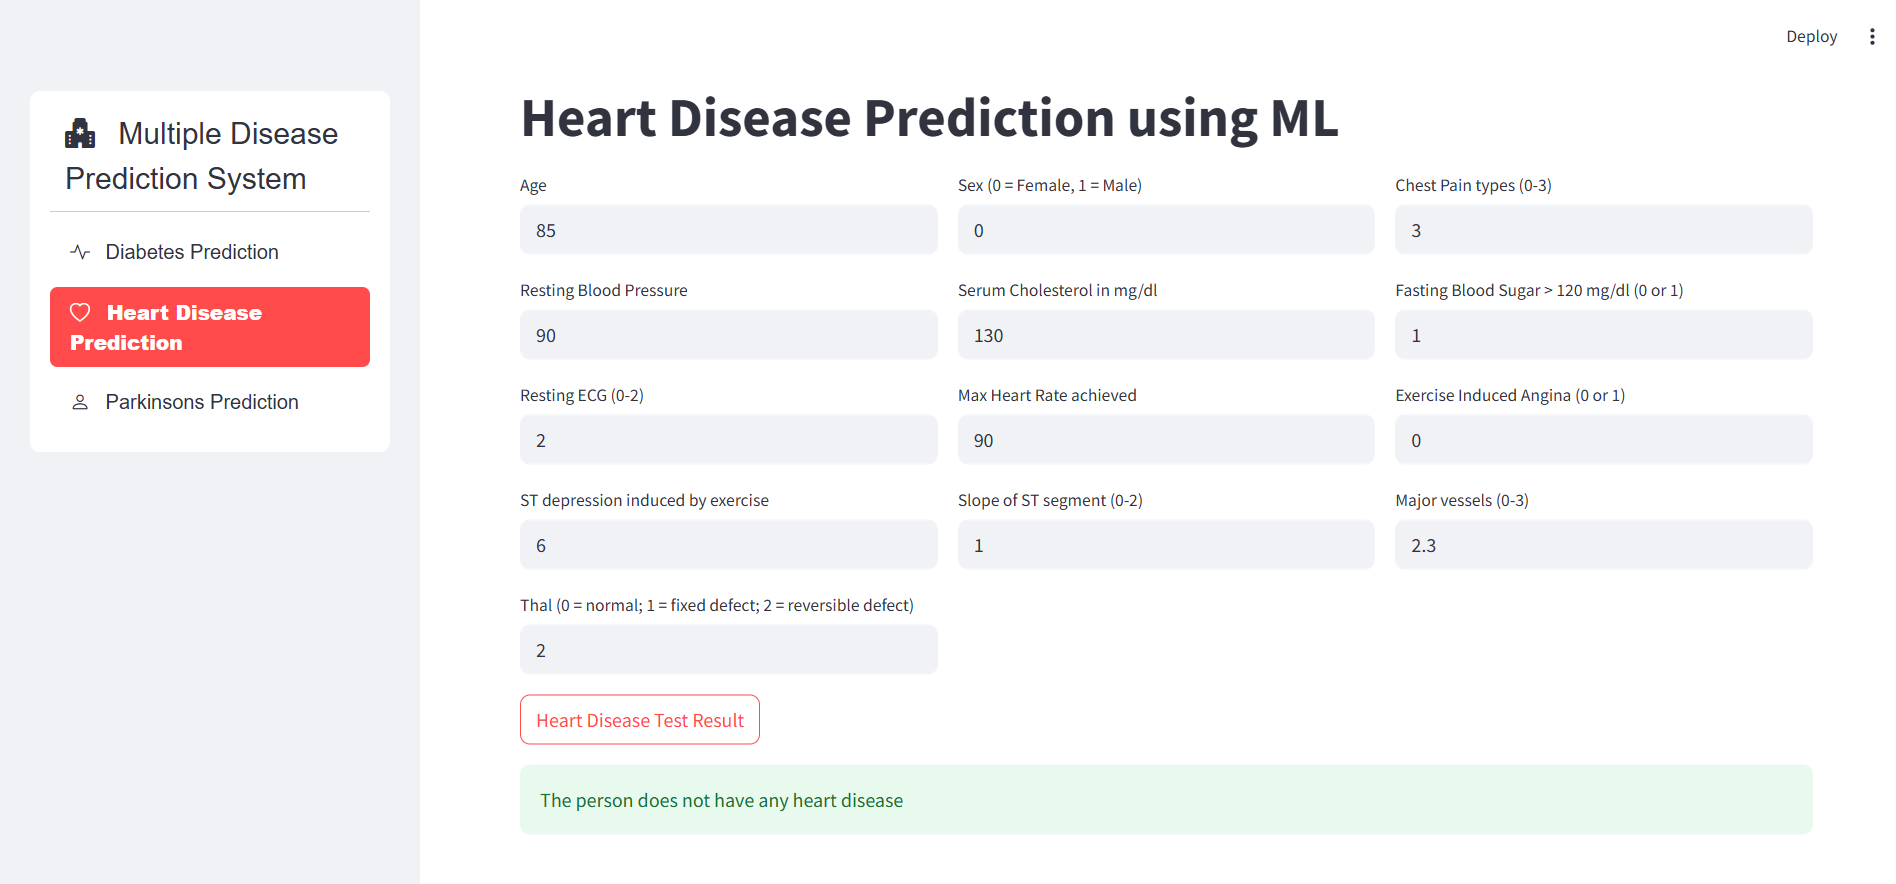 Deploy
Multiple Disease
Prediction System
Diabetes Prediction
Heart Disease
Prediction
Parkinsons Prediction
Heart Disease Prediction using ML
Age
85
Sex (0 = Female, 1 = Male)
0
Chest Pain types (0-3)
3
Resting Blood Pressure
90
Serum Cholesterol in mg/dl
130
Fasting Blood Sugar > 120 mg/dl (0 or 1)
1
Resting ECG (0-2)
2
Max Heart Rate achieved
90
Exercise Induced Angina (0 or 1)
0
ST depression induced by exercise
6
Slope of ST segment (0-2)
1
Major vessels (0-3)
2.3
Thal (0 = normal; 1 = fixed defect; 2 = reversible defect)
2
Heart Disease Test Result
The person does not have any heart disease